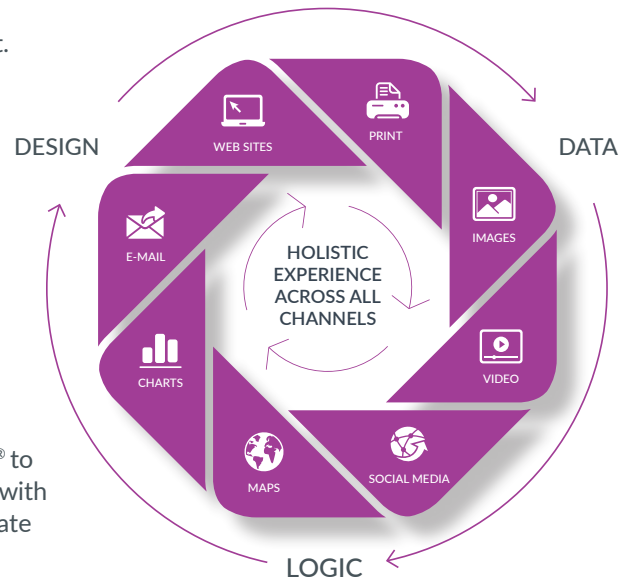 t.
DESIGN
DATA
WEB SITES
PRINT
IMAGES
VIDEO
SOCIAL MEDIA
MAPS
CHARTS
E-MAIL
HOLISTIC
EXPERIENCE
ACROSS ALL
CHANNELS
® to
with
ate
LOGIC